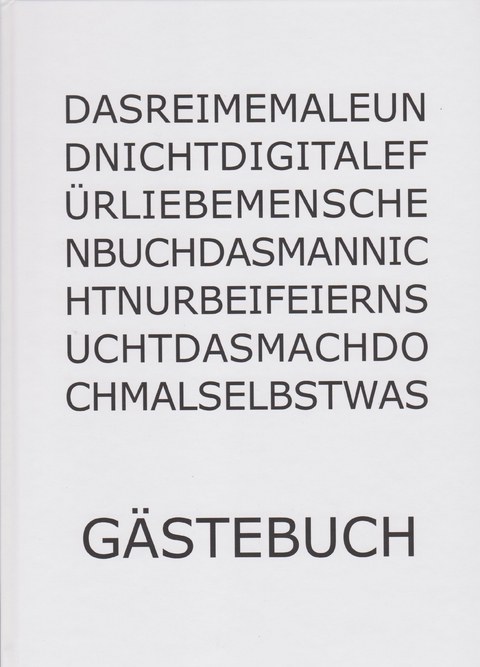 DASREIMEMALEUN
DNICHTDIGITALEF
ÜRLIEBEMENSCHE
NBUCHDASMANNIC
HTNURBEIFEIERNS
UCHTDASMACHDO
CHMALSELBSTWAS
GÄSTEBUCH